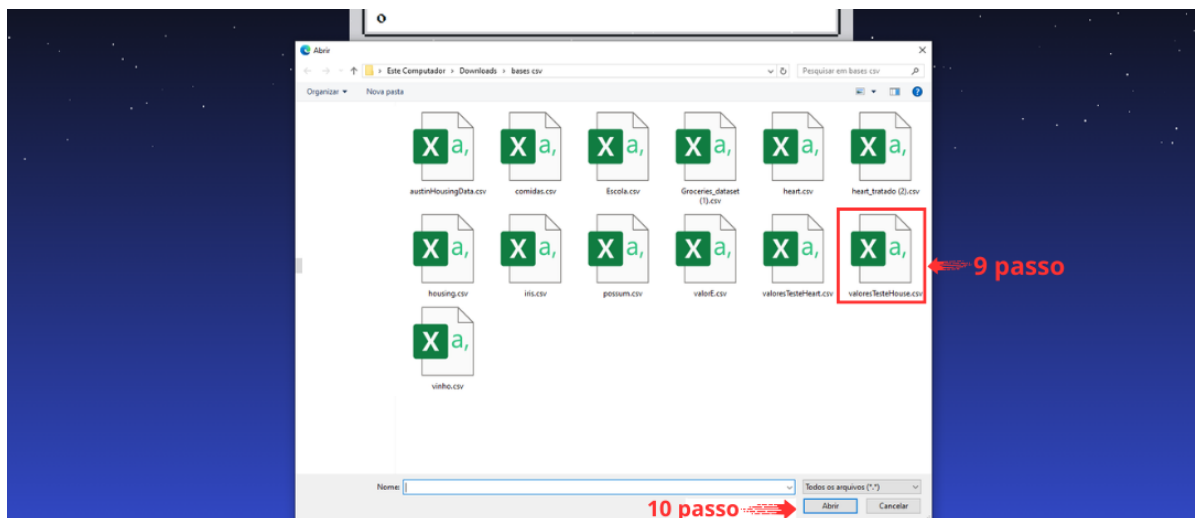 Abrir
Este Computador > Downloads > bases csv
Pesquisar em bases csv
Organizar
Nova pasta
austinHousingData.csv
comidas.csv
Escola.csv
Groceries_dataset (1).csv
heart.csv
heart_tratado (2).csv
housing.csv
iris.csv
possum.csv
valorE.csv
valoresTesteHeart.csv
valoresTesteHouse.csv
9 passo
vinho.csv
Nome:
Todos os arquivos (*.*)
10 passo
Abrir
Cancelar